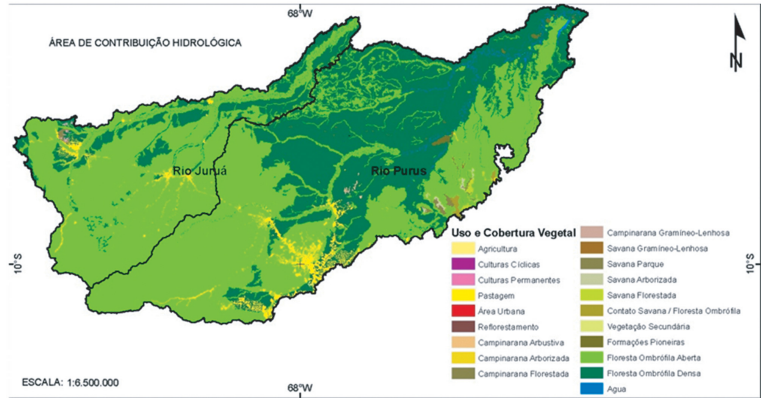 68°W
ÁREA DE CONTRIBUIÇÃO HIDROLÓGICA
N
Rio Juruá
Rio Purus
Uso e Cobertura Vegetal
Agricultura
Culturas Cíclicas
Culturas Permanentes
Pastagem
Área Urbana
Reflorestamento
Campinarana Arbustiva
Campinarana Arborizada
Campinarana Florestada
Campinarana Gramíneo-Lenhosa
Savana Gramíneo-Lenhosa
Savana Parque
Savana Arborizada
Savana Florestada
Contato Savana / Floresta Ombrófila
Vegetação Secundária
Formações Pioneiras
Floresta Ombrófila Aberta
Floresta Ombrófila Densa
Agua
10°S
10°S
ESCALA: 1:6.500.000
68°W